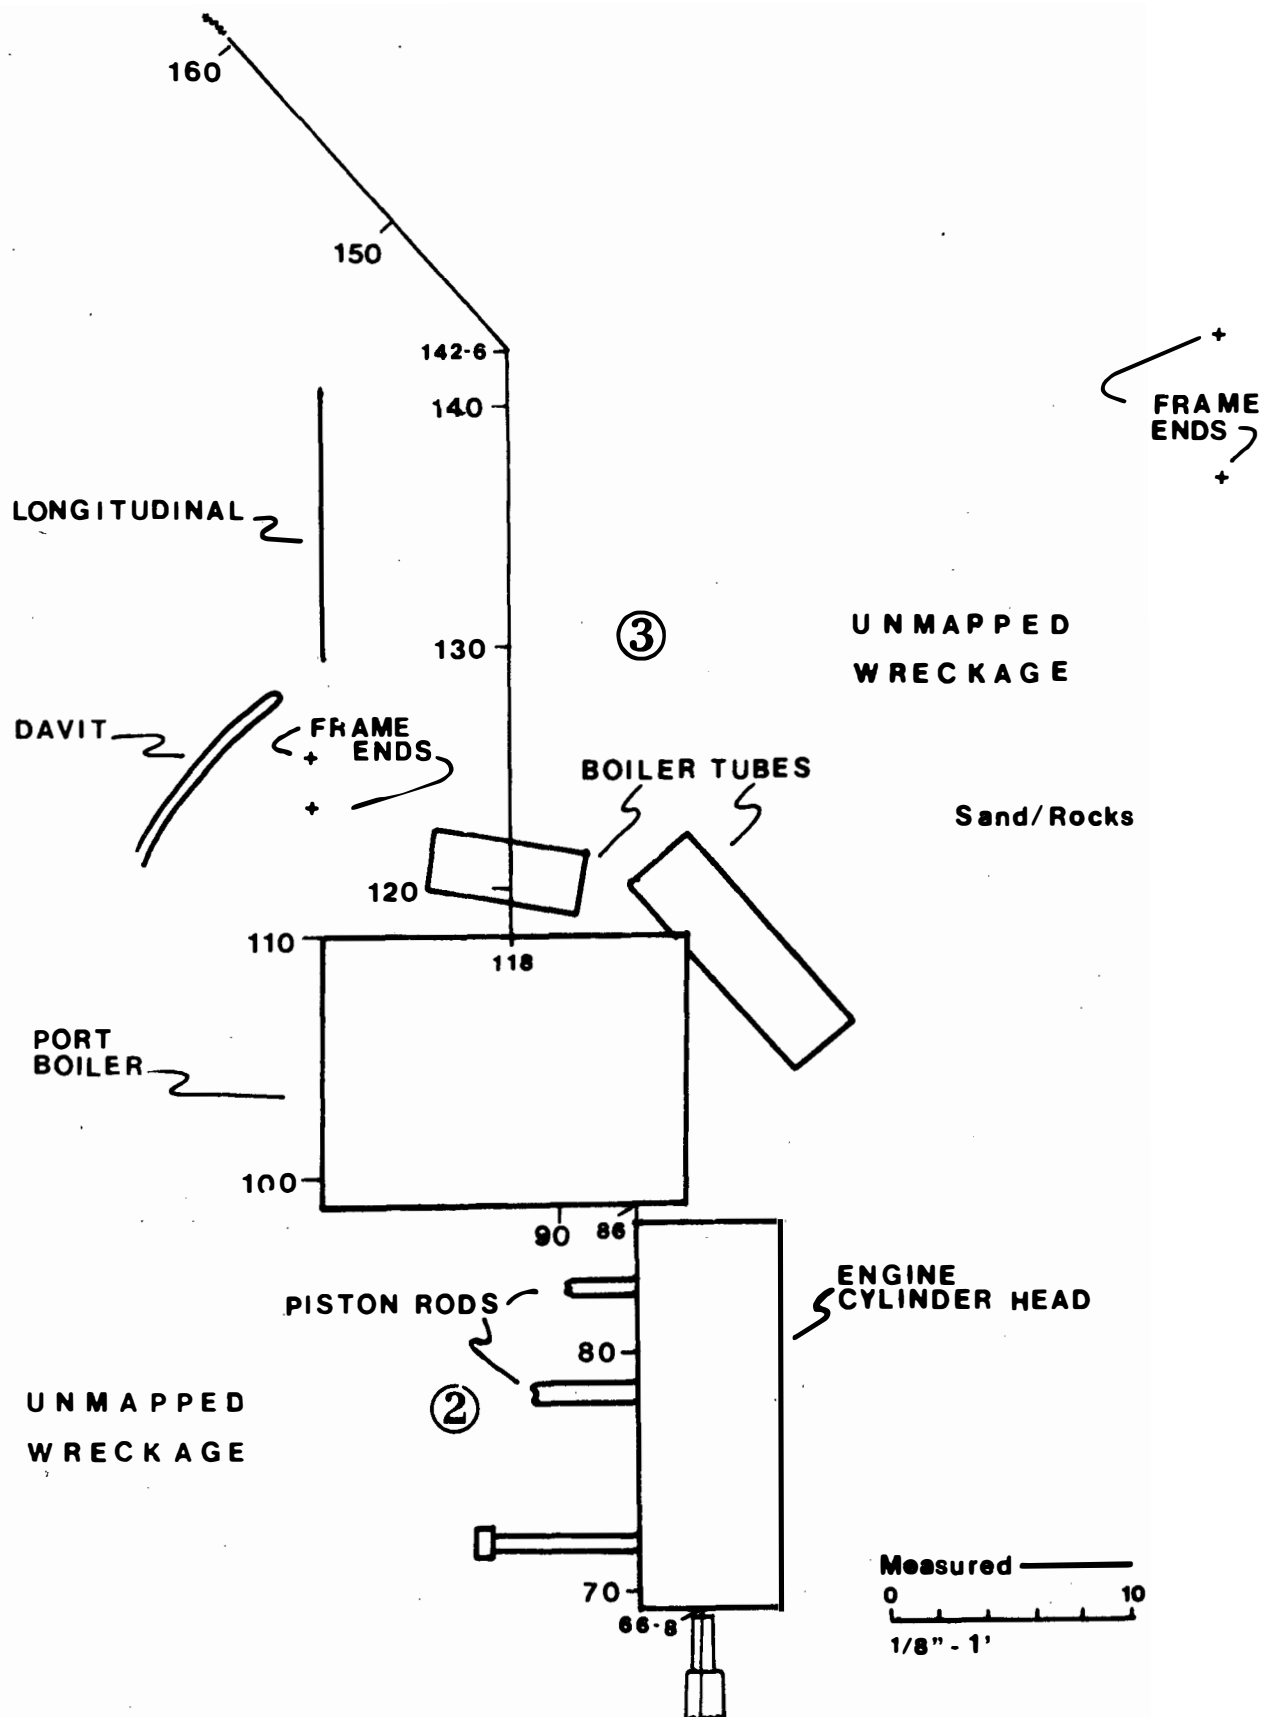 160
150
142-6
140
FRAME
ENDS
LONGITUDINAL
③
130
UNMAPPED
WRECKAGE
DAVIT
FRAME
ENDS
BOILER TUBES
Sand/Rocks
120
110
118
PORT
BOILER
100
90
86
PISTON RODS
ENGINE
CYLINDER HEAD
80
UNMAPPED
WRECKAGE
②
70
66-8
Measured
0 10
1/8" - 1'